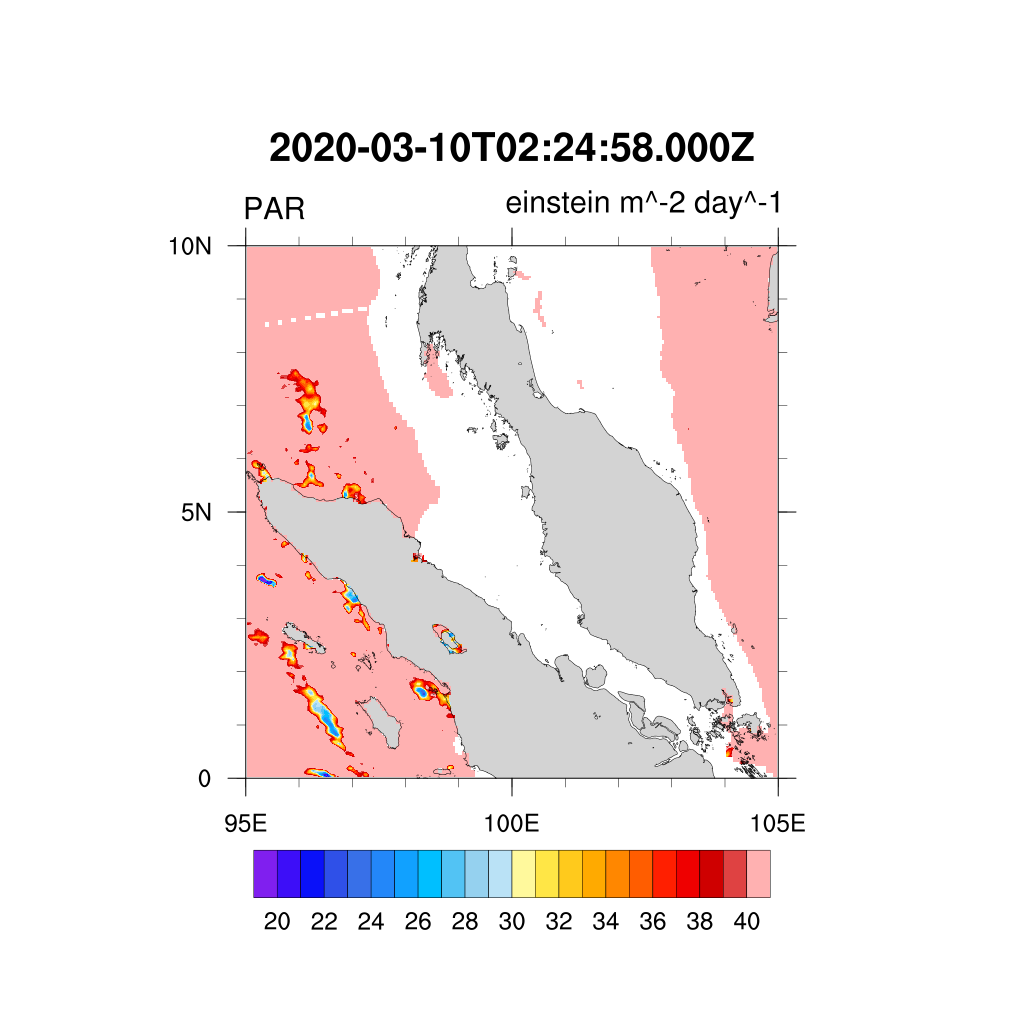 2020-03-10T02:24:58.000Z
PAR einstein m^-2 day^-1
10N
5N
0
95E 100E 105E
20 22 24 26 28 30 32 34 36 38 40